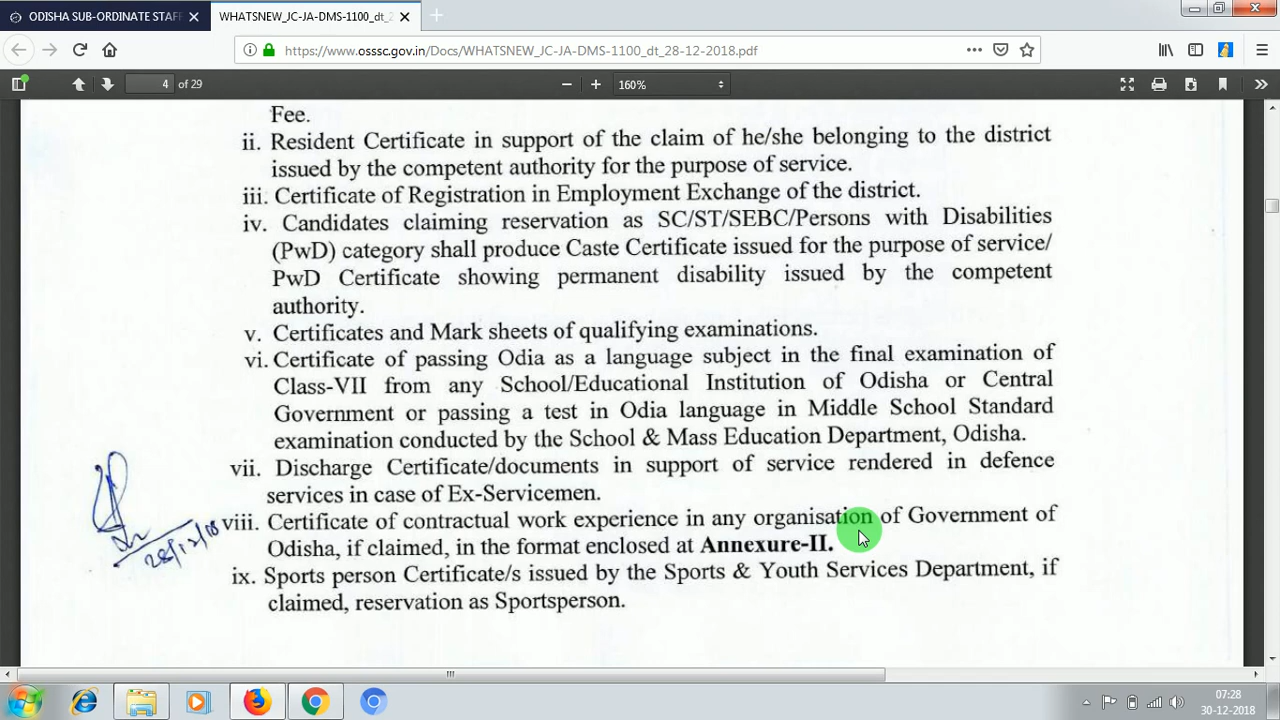 ODISHA SUB-ORDINATE STAFF
WHATSNEW_JC-JA-DMS-1100_dt_2
https://www.osssc.gov.in/Docs/WHATSNEW_JC-JA-DMS-1100_dt_28-12-2018.pdf
4 of 29
160%
Fee.
ii. Resident Certificate in support of the claim of he/she belonging to the district
issued by the competent authority for the purpose of service.
iii. Certificate of Registration in Employment Exchange of the district.
iv. Candidates claiming reservation as SC/ST/SEBC/Persons with Disabilities
(PwD) category shall produce Caste Certificate issued for the purpose of service/
PwD Certificate showing permanent disability issued by the competent
authority.
v. Certificates and Mark sheets of qualifying examinations.
vi. Certificate of passing Odia as a language subject in the final examination of
Class-VII from any School/Educational Institution of Odisha or Central
Government or passing a test in Odia language in Middle School Standard
examination conducted by the School & Mass Education Department, Odisha.
vii. Discharge Certificate/documents in support of service rendered in defence
services in case of Ex-Servicemen.
viii. Certificate of contractual work experience in any organisation of Government of
Odisha, if claimed, in the format enclosed at Annexure-II.
ix. Sports person Certificate/s issued by the Sports & Youth Services Department, if
claimed, reservation as Sportsperson.
28/12/18
07:28
30-12-2018